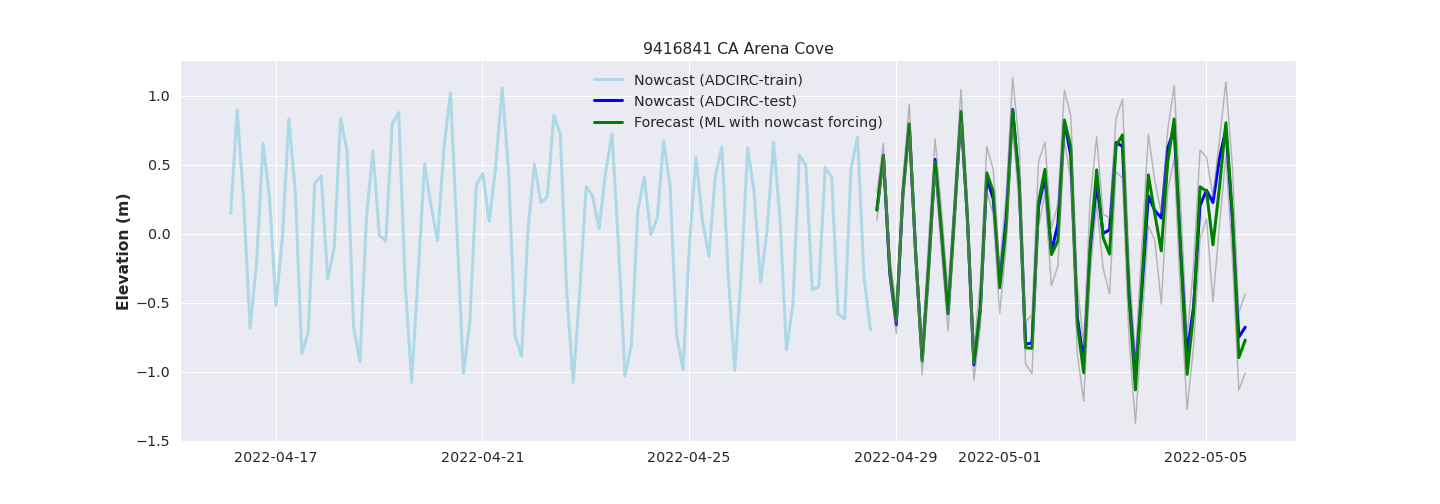 9416841 CA Arena Cove
Nowcast (ADCIRC-train)
Nowcast (ADCIRC-test)
Forecast (ML with nowcast forcing)
Elevation (m)
1.0
0.5
0.0
−0.5
−1.0
−1.5
2022-04-17 2022-04-21 2022-04-25 2022-04-29 2022-05-01 2022-05-05